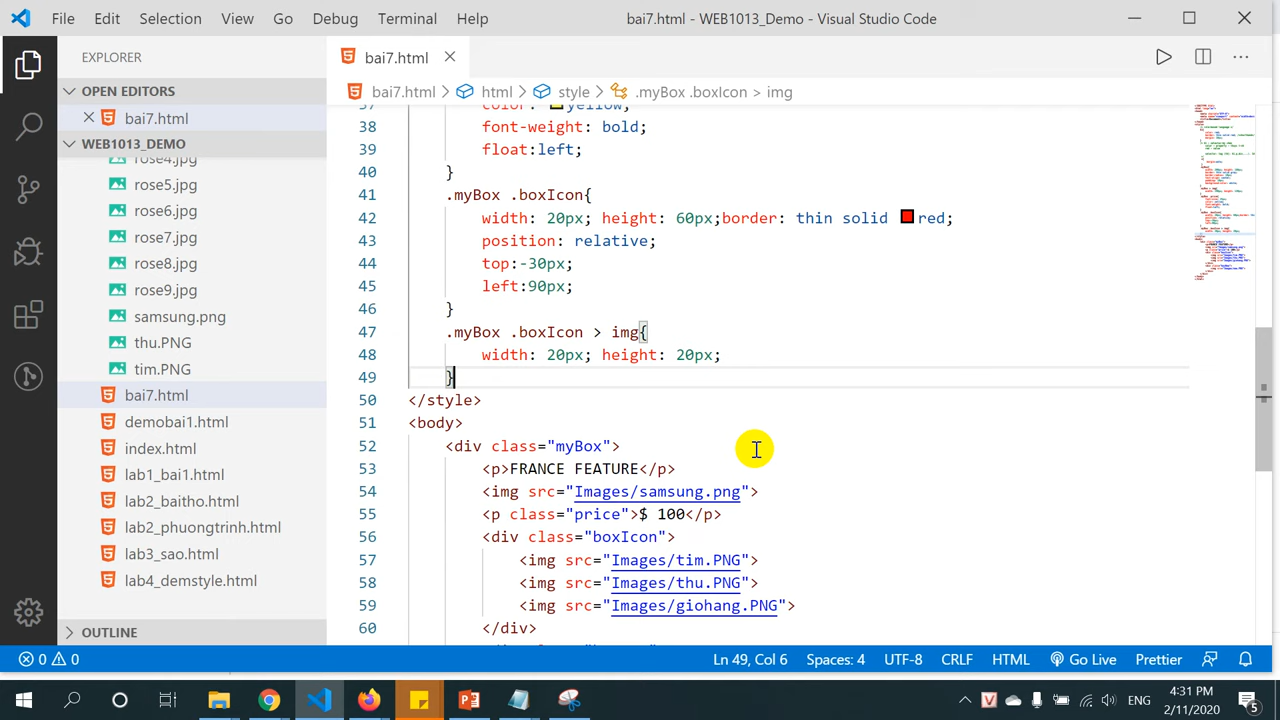 File Edit Selection View Go Debug Terminal Help
bai7.html - WEB1013_Demo - Visual Studio Code
EXPLORER
OPEN EDITORS
bai7.html
WEB1013_DEMO
rose4.jpg
rose5.jpg
rose6.jpg
rose7.jpg
rose8.jpg
rose9.jpg
samsung.png
thu.PNG
tim.PNG
bai7.html
demobai1.html
index.html
lab1_bai1.html
lab2_baitho.html
lab2_phuongtrinh.html
lab3_sao.html
lab4_demstyle.html
OUTLINE
bai7.html
bai7.html > html > style > .myBox .boxIcon > img
37 color: yellow;
38 font-weight: bold;
39 float:left;
40 }
41 .myBox .boxIcon{
42 width: 20px; height: 60px;border: thin solid red;
43 position: relative;
44 top:-30px;
45 left:90px;
46 }
47 .myBox .boxIcon > img{
48 width: 20px; height: 20px;
49 }
50 </style>
51 <body>
52 <div class="myBox">
53 <p>FRANCE FEATURE</p>
54 <img src="Images/samsung.png">
55 <p class="price">$ 100</p>
56 <div class="boxIcon">
57 <img src="Images/tim.PNG">
58 <img src="Images/thu.PNG">
59 <img src="Images/giohang.PNG">
60 </div>
0 0 Ln 49, Col 6 Spaces: 4 UTF-8 CRLF HTML Go Live Prettier
ENG
4:31 PM
2/11/2020
5